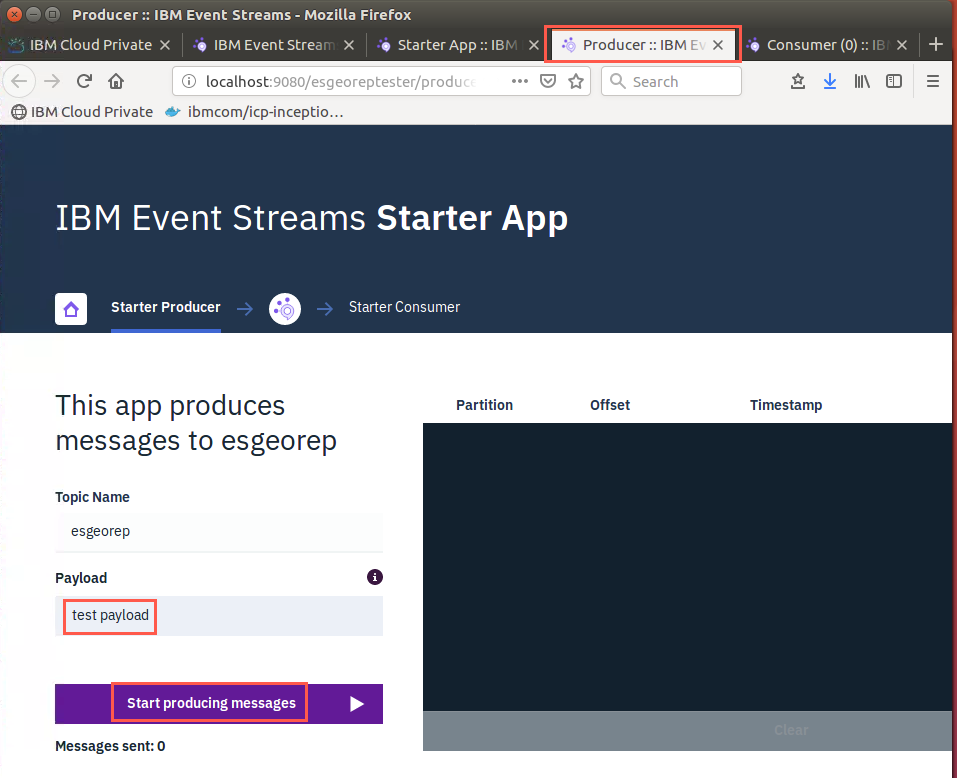 Producer :: IBM Event Streams - Mozilla Firefox
IBM Cloud Private
IBM Event Stream
Starter App :: IBM
Producer :: IBM Ev
Consumer (0) :: IB
localhost:9080/esgeoreptester/produce
Search
IBM Cloud Private
ibmcom/icp-inceptio...
IBM Event Streams Starter App
Starter Producer
Starter Consumer
This app produces
messages to esgeorep
Partition Offset Timestamp
Topic Name
esgeorep
Payload
test payload
Start producing messages
Clear
Messages sent: 0